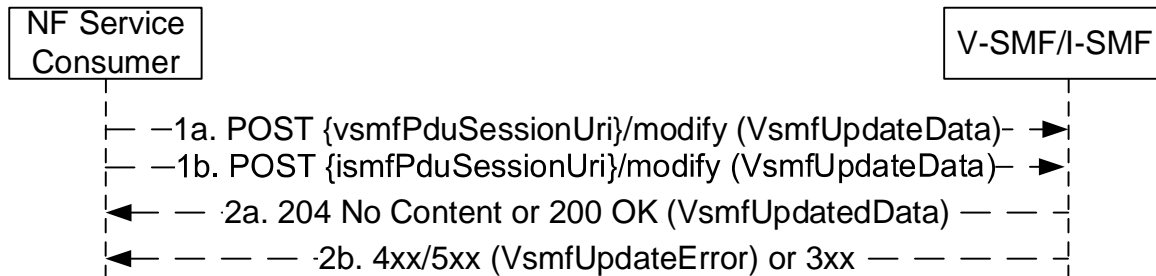 NF Service
Consumer
V-SMF/I-SMF
1a. POST {vsmfPduSessionUri}/modify (VsmfUpdateData)
1b. POST {ismfPduSessionUri}/modify (VsmfUpdateData)
2a. 204 No Content or 200 OK (VsmfUpdatedData)
2b. 4xx/5xx (VsmfUpdateError) or 3xx